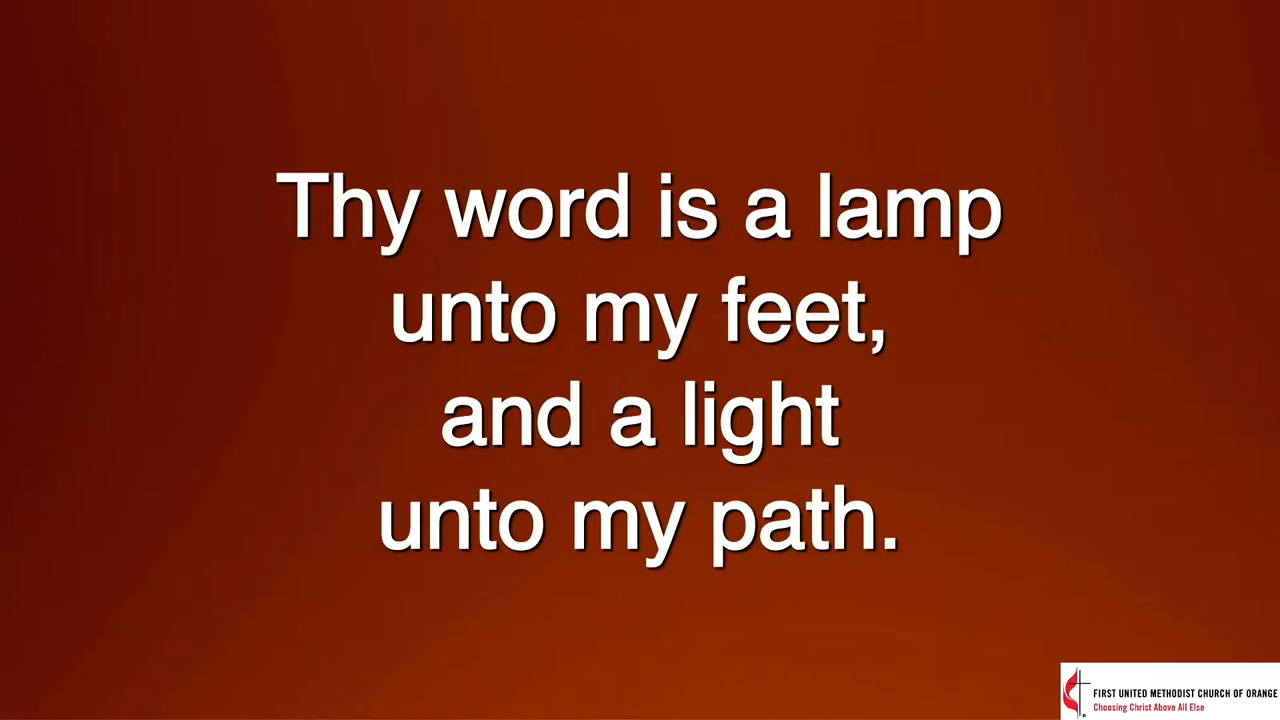 Thy word is a lamp
unto my feet,
and a light
unto my path.
FIRST UNITED METHODIST CHURCH OF ORANGE
Choosing Christ Above All Else